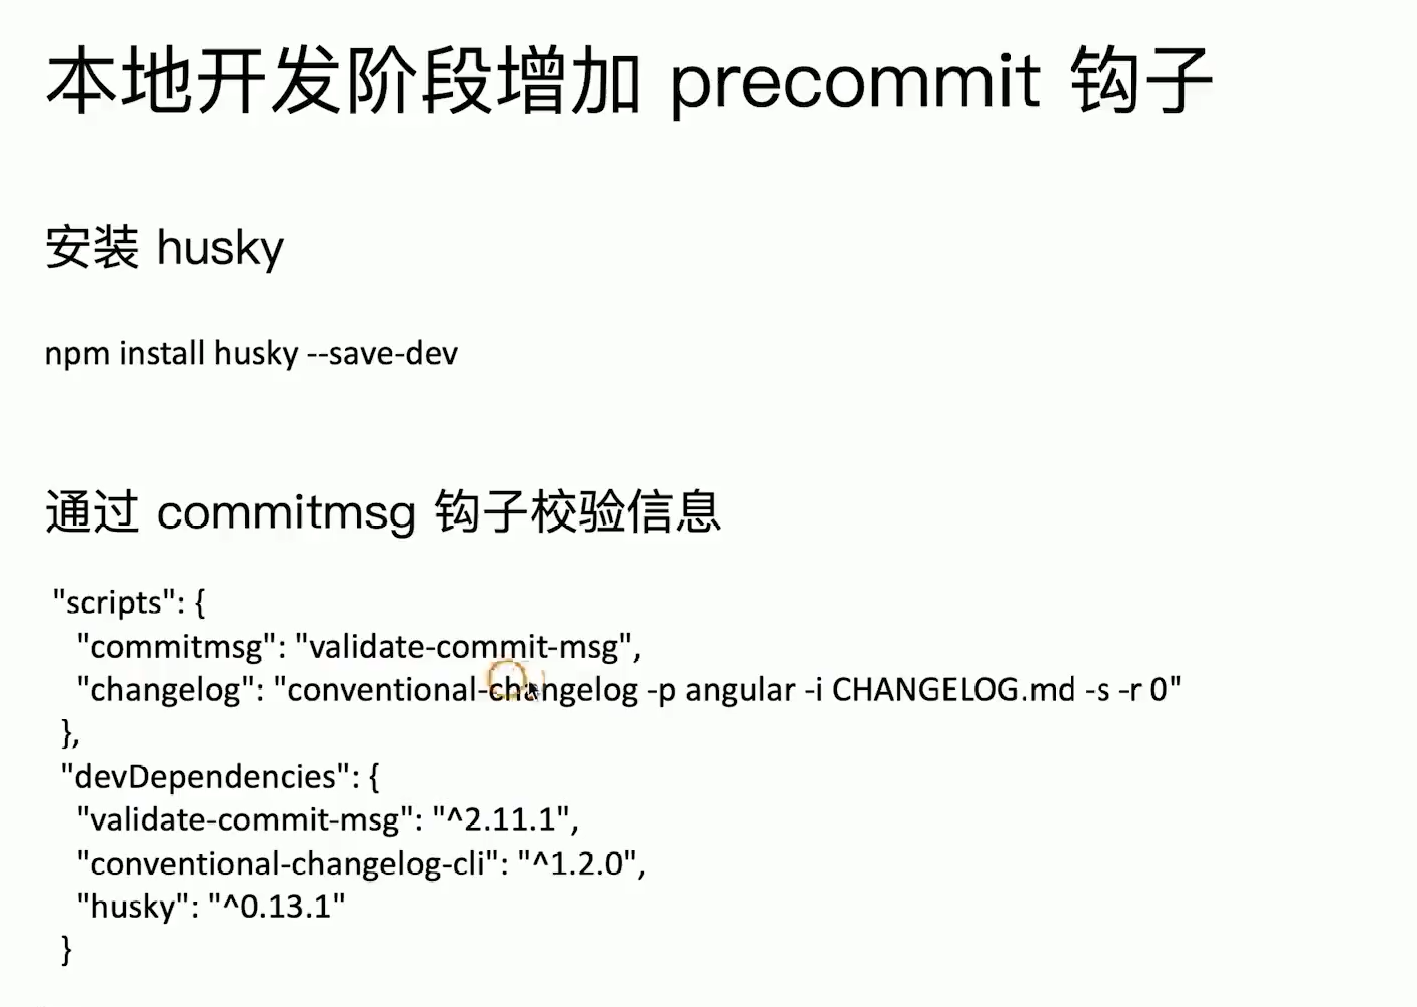 本地开发阶段增加 precommit 钩子
安装 husky
npm install husky --save-dev
通过 commitmsg 钩子校验信息
"scripts": {
"commitmsg": "validate-commit-msg",
"changelog": "conventional-changelog -p angular -i CHANGELOG.md -s -r 0"
},
"devDependencies": {
"validate-commit-msg": "^2.11.1",
"conventional-changelog-cli": "^1.2.0",
"husky": "^0.13.1"
}